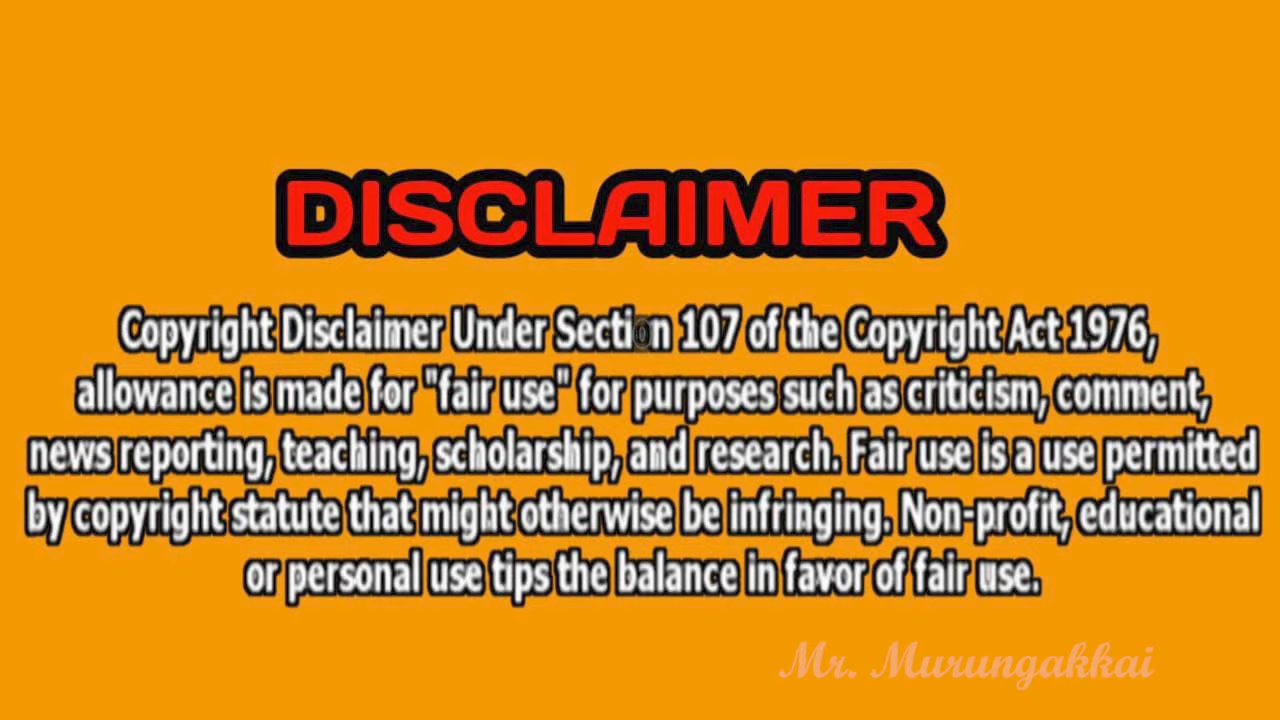 DISCLAIMER
Copyright Disclaimer Under Section 107 of the Copyright Act 1976,
allowance is made for "fair use" for purposes such as criticism, comment,
news reporting, teaching, scholarship, and research. Fair use is a use permitted
by copyright statute that might otherwise be infringing. Non-profit, educational
or personal use tips the balance in favor of fair use.
Mr. Murungakkai